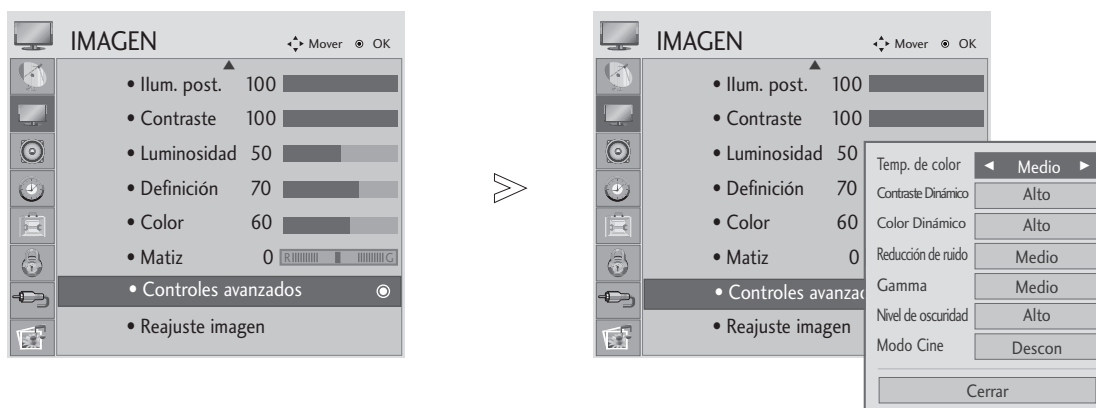 IMAGEN
Mover OK
• Ilum. post. 100
• Contraste 100
• Luminosidad 50
• Definición 70
• Color 60
• Matiz 0 R G
• Controles avanzados
• Reajuste imagen
IMAGEN
Mover OK
• Ilum. post. 100
• Contraste 100
• Luminosidad 50
• Definición 70
• Color 60
• Matiz 0
• Controles avanzad
• Reajuste imagen
Temp. de color ◄ Medio ►
Contraste Dinámico Alto
Color Dinámico Alto
Reducción de ruido Medio
Gamma Medio
Nivel de oscuridad Alto
Modo Cine Descon
Cerrar